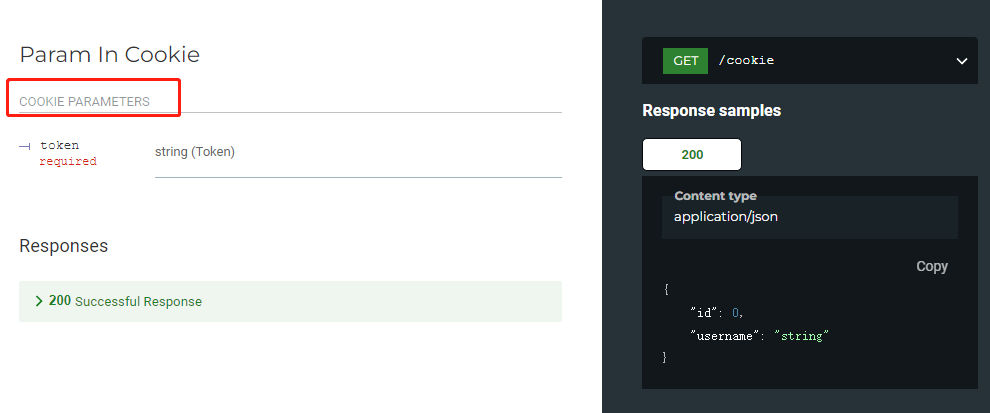 Param In Cookie
COOKIE PARAMETERS
token
required
string (Token)
Responses
200 Successful Response
GET /cookie
Response samples
200
Content type
application/json
Copy
{
"id": 0,
"username": "string"
}